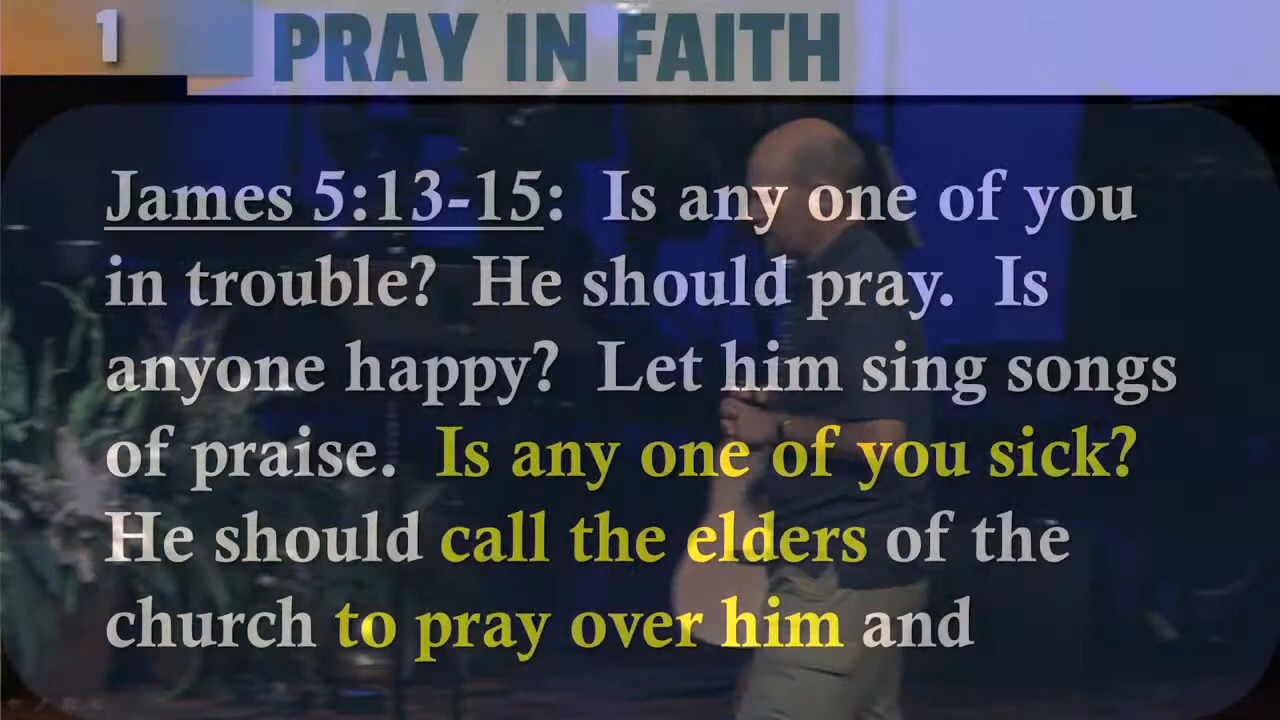 1
PRAY IN FAITH
James 5:13-15: Is any one of you
in trouble? He should pray. Is
anyone happy? Let him sing songs
of praise. Is any one of you sick?
He should call the elders of the
church to pray over him and